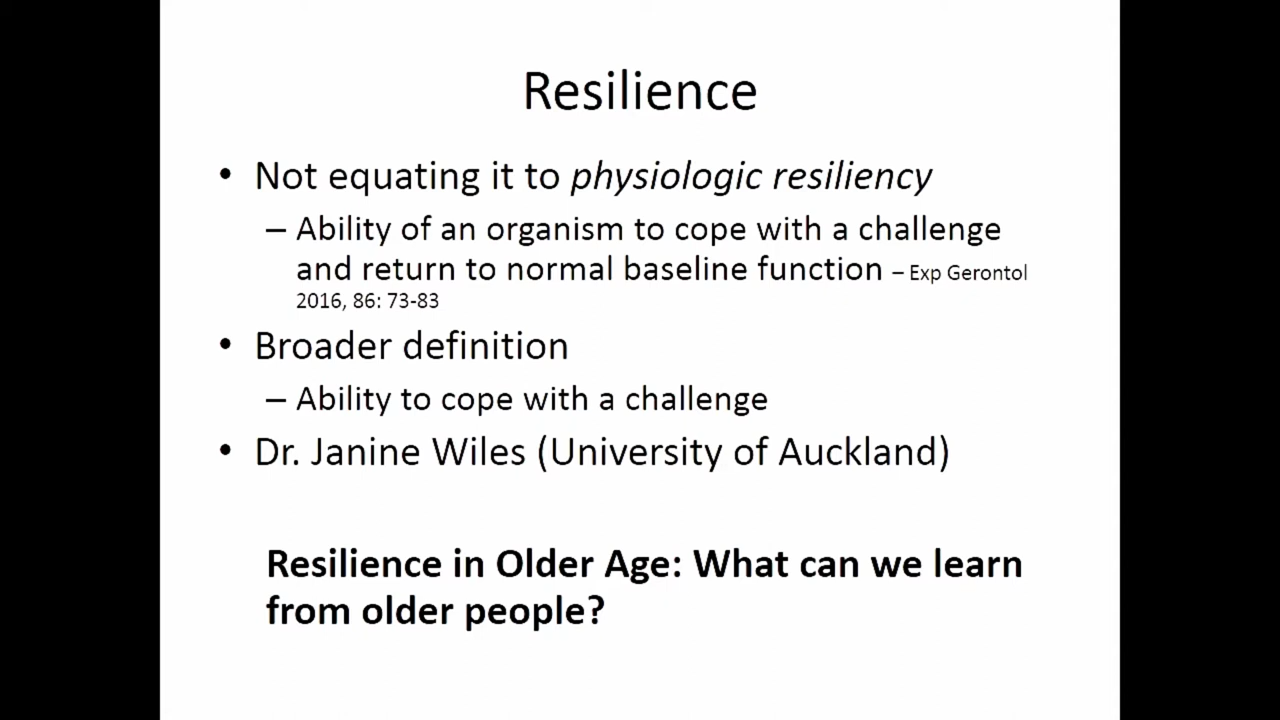 Resilience
• Not equating it to physiologic resiliency
– Ability of an organism to cope with a challenge
and return to normal baseline function – Exp Gerontol
2016, 86: 73-83
• Broader definition
– Ability to cope with a challenge
• Dr. Janine Wiles (University of Auckland)
Resilience in Older Age: What can we learn
from older people?